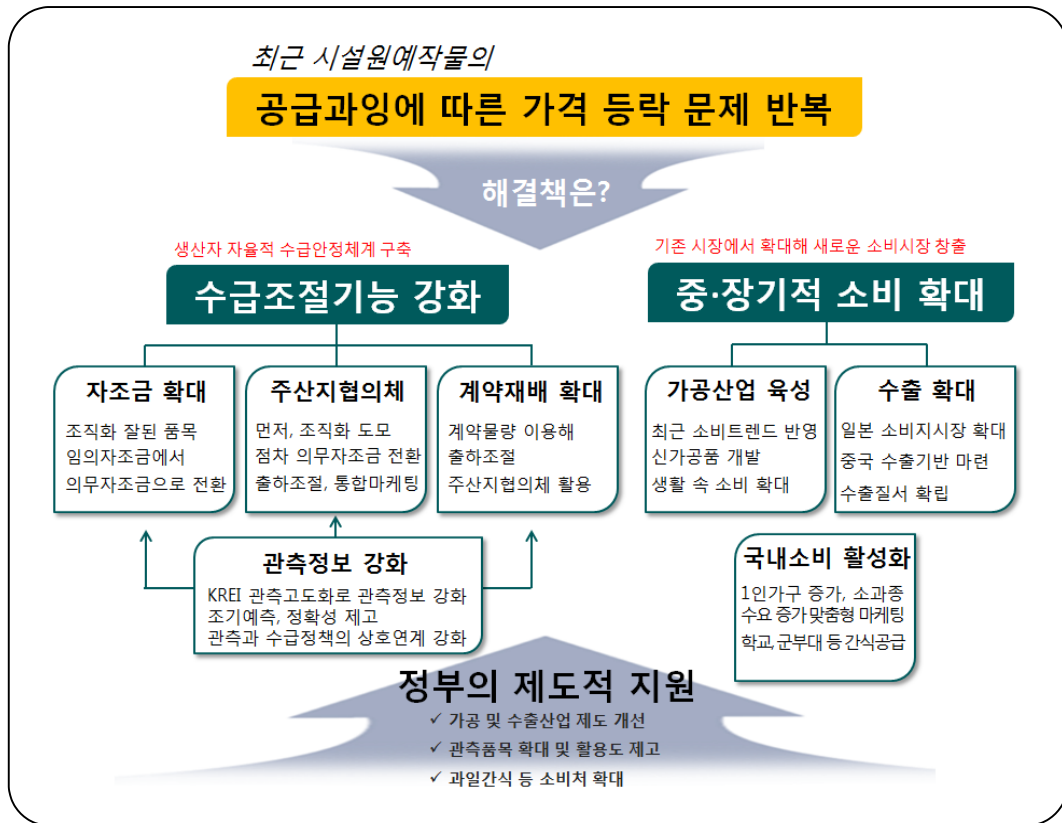 최근 시설원예작물의
공급과잉에 따른 가격 등락 문제 반복
해결책은?
생산자 자율적 수급안정체계 구축
수급조절기능 강화
자조금 확대
조직화 잘된 품목
임의자조금에서
의무자조금으로 전환
주산지협의체
먼저, 조직화 도모
점차 의무자조금 전환
출하조절, 통합마케팅
계약재배 확대
계약물량 이용해
출하조절
주산지협의체 활용
관측정보 강화
KREI 관측고도화로 관측정보 강화
조기예측, 정확성 제고
관측과 수급정책의 상호연계 강화
기존 시장에서 확대해 새로운 소비시장 창출
중·장기적 소비 확대
가공산업 육성
최근 소비트렌드 반영
신가공품 개발
생활 속 소비 확대
수출 확대
일본 소비지시장 확대
중국 수출기반 마련
수출질서 확립
국내소비 활성화
1인가구 증가, 소과종
수요 증가 맞춤형 마케팅
학교, 군부대 등 간식공급
정부의 제도적 지원
✓ 가공 및 수출산업 제도 개선
✓ 관측품목 확대 및 활용도 제고
✓ 과일간식 등 소비처 확대